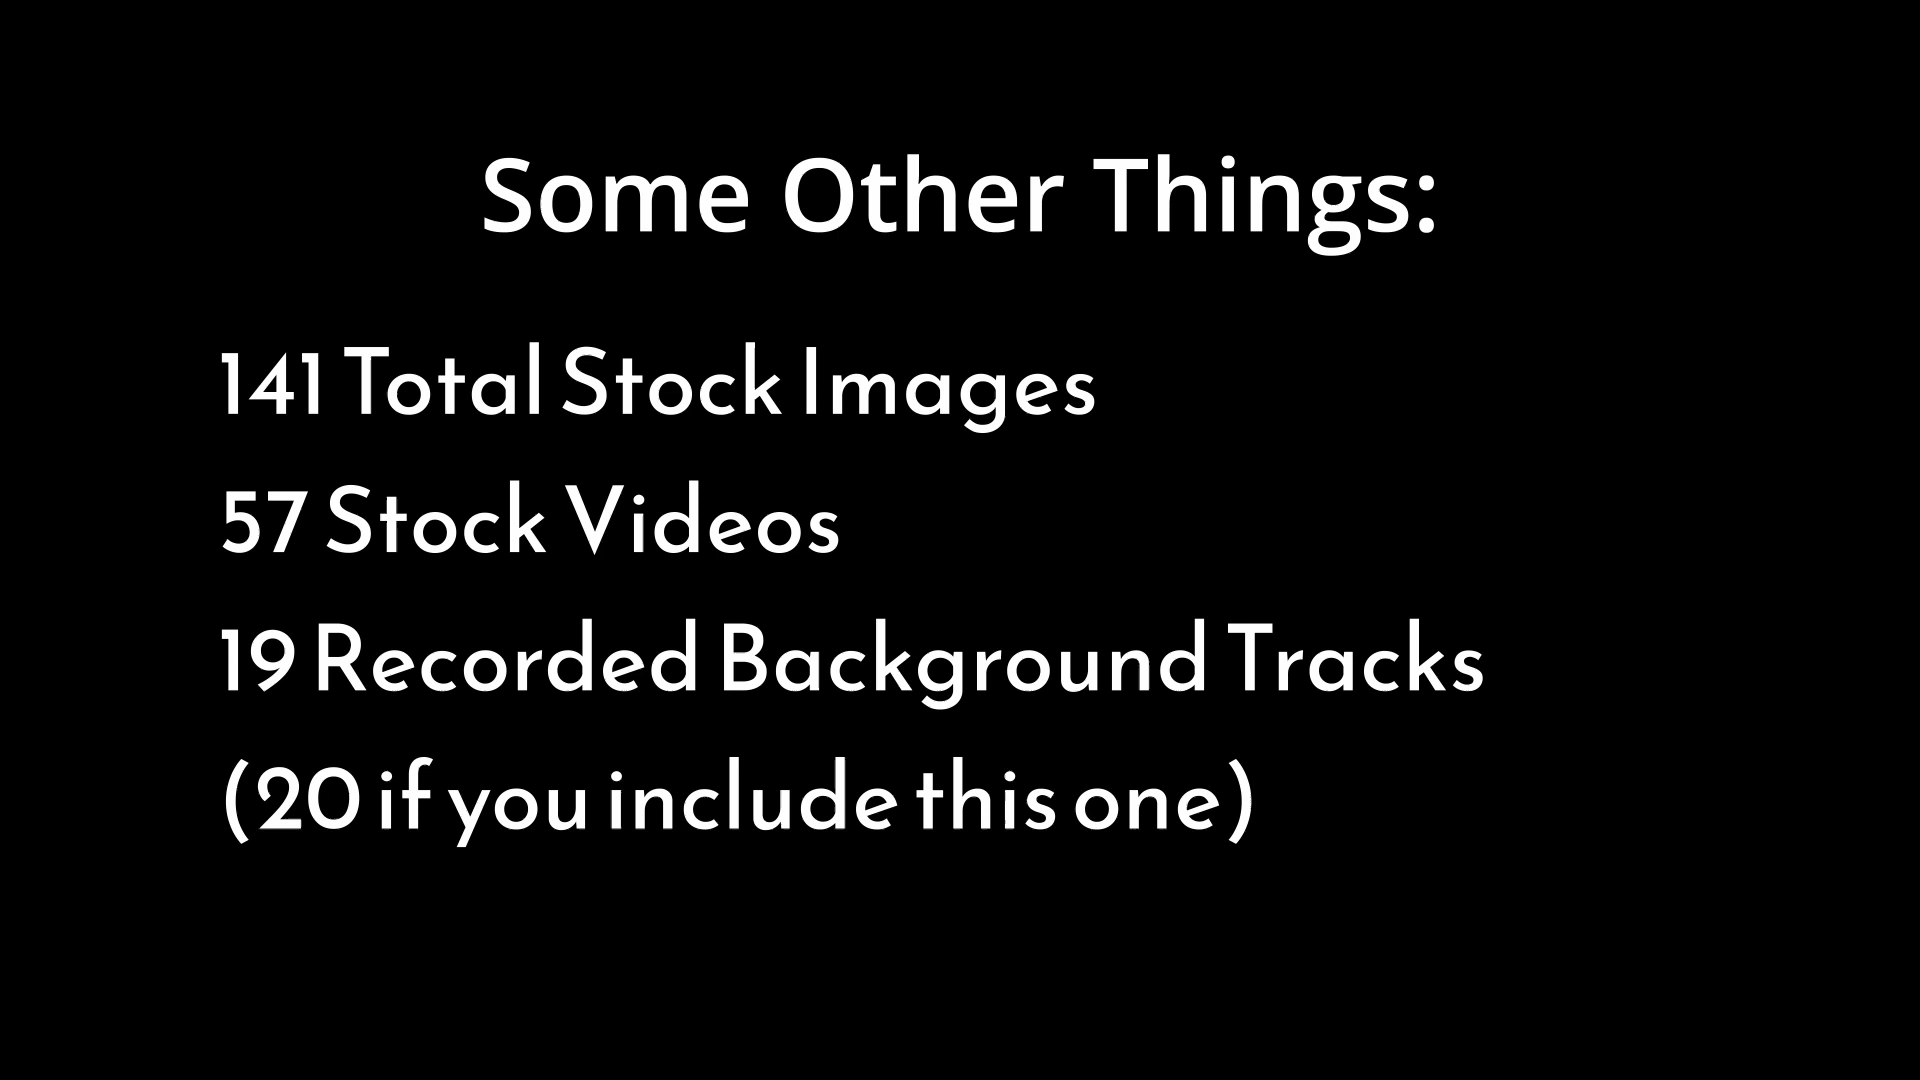 Some Other Things:
141 Total Stock Images
57 Stock Videos
19 Recorded Background Tracks
(20 if you include this one)